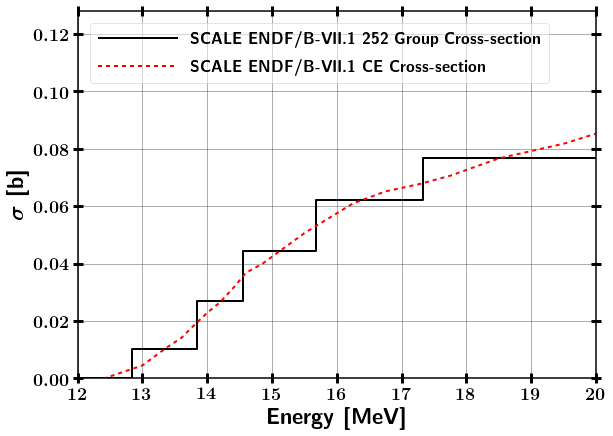 SCALE ENDF/B-VII.1 252 Group Cross-section
SCALE ENDF/B-VII.1 CE Cross-section
0.12
0.10
0.08
0.06
0.04
0.02
0.00
σ [b]
12 13 14 15 16 17 18 19 20
Energy [MeV]